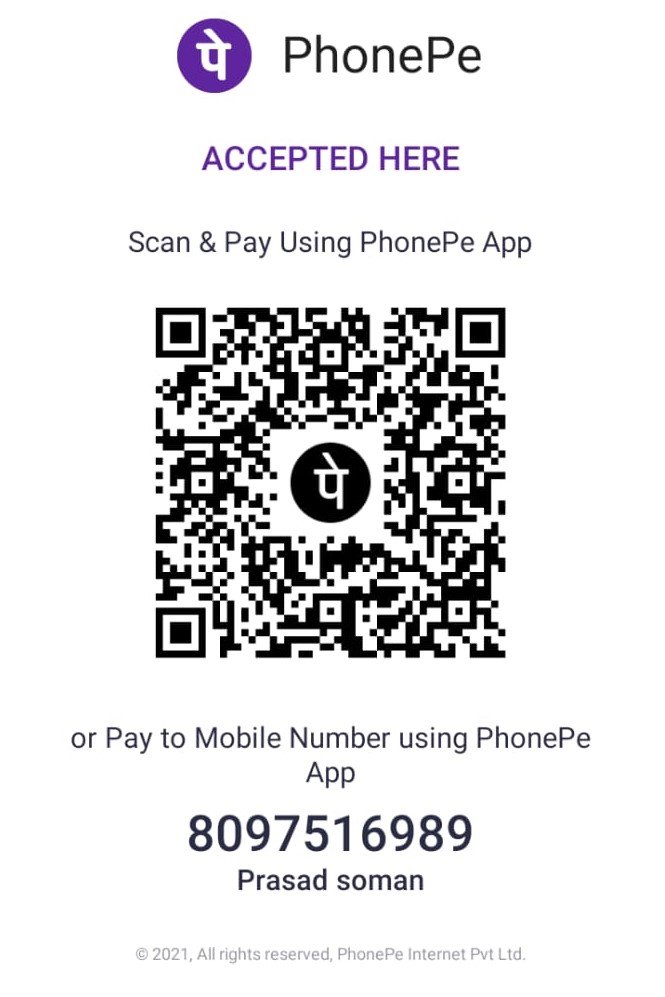 पे PhonePe
ACCEPTED HERE
Scan & Pay Using PhonePe App
पे
or Pay to Mobile Number using PhonePe
App
8097516989
Prasad soman
© 2021, All rights reserved, PhonePe Internet Pvt Ltd.